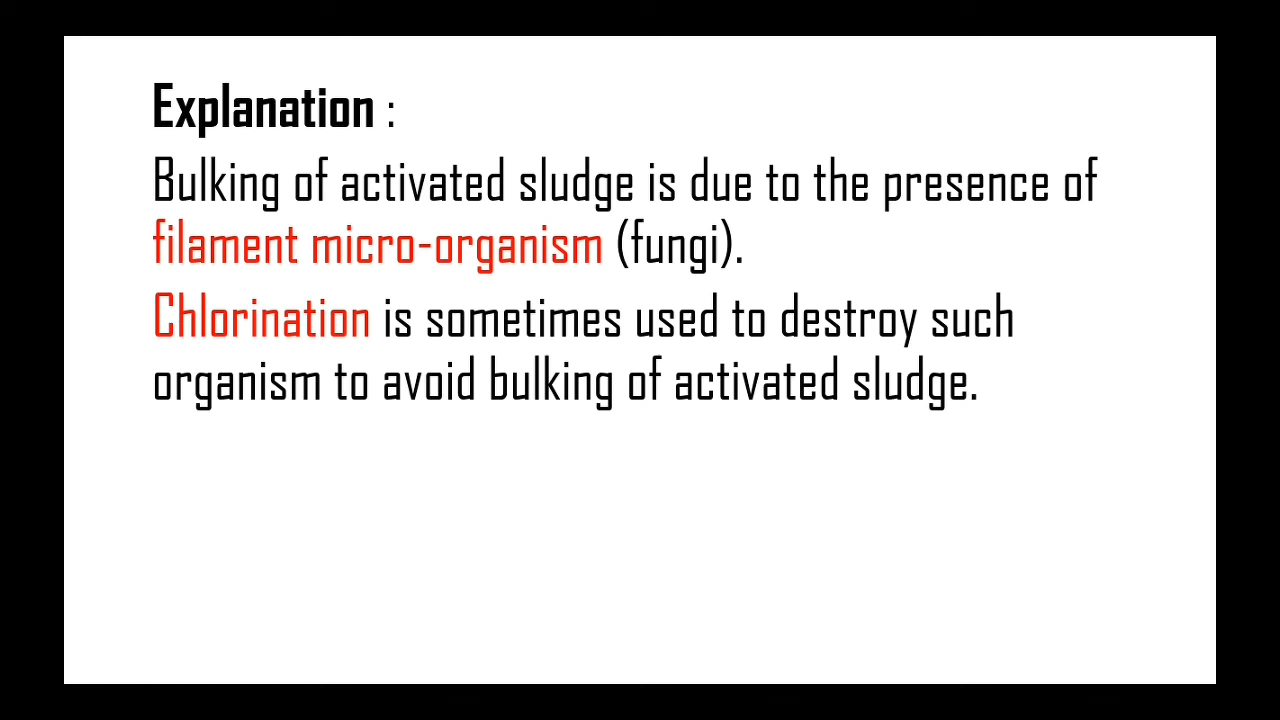 Explanation :
Bulking of activated sludge is due to the presence of
filament micro-organism (fungi).
Chlorination is sometimes used to destroy such
organism to avoid bulking of activated sludge.